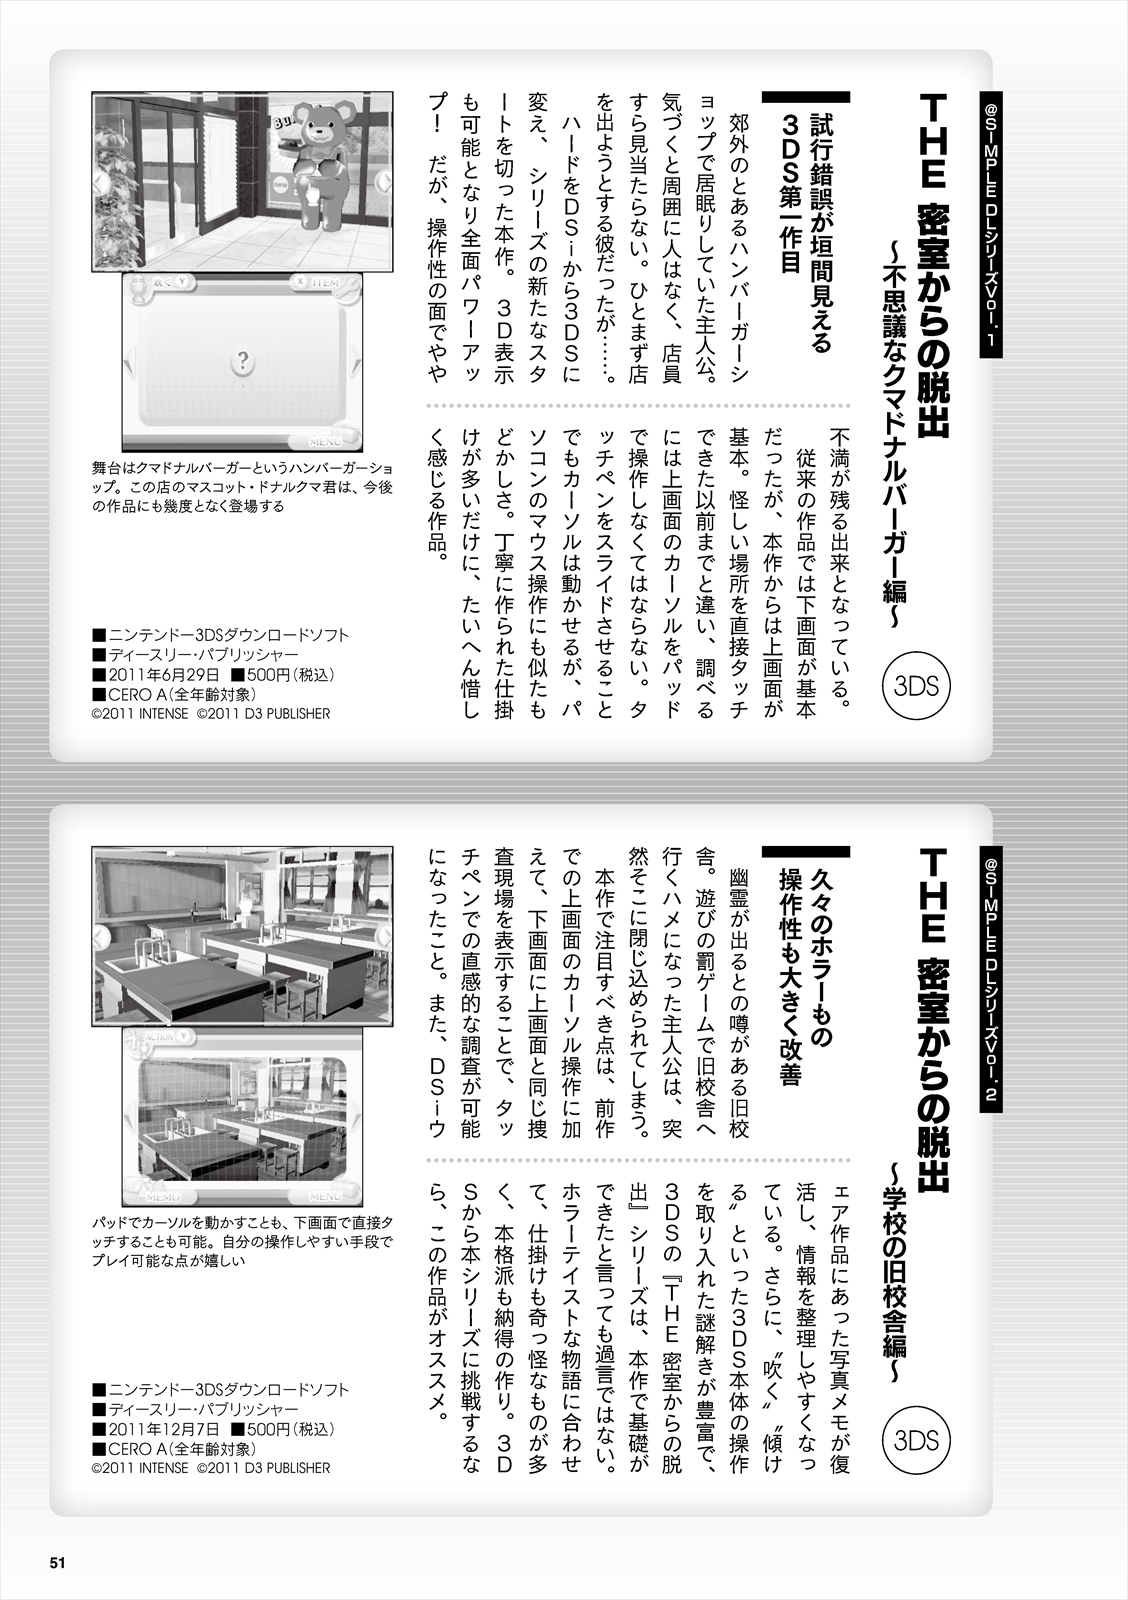 @SIMPLE DLシリーズVol.1
THE 密室からの脱出
～不思議なクマドナルバーガー編～
3DS
試行錯誤が垣間見える
3DS第一作目
郊外のとあるハンバーガーシ
ョップで居眠りしていた主人公。
気づくと周囲に人はなく、店員
すら見当たらない。ひとまず店
を出ようとする彼だったが……。
ハードをDSiから3DSに
変え、シリーズの新たなスタ
ートを切った本作。3D表示
も可能となり全面パワーアッ
プ！ だが、操作性の面でやや
不満が残る出来となっている。
従来の作品では下画面が基本
だったが、本作からは上画面が
基本。怪しい場所を直接タッチ
できた以前までと違い、調べる
には上画面のカーソルをパッド
で操作しなくてはならない。タ
ッチペンをスライドさせること
でもカーソルは動かせるが、パ
ソコンのマウス操作にも似たも
どかしさ。丁寧に作られた仕掛
けが多いだけに、たいへん惜し
く感じる作品。
new
吹く Y
X ITEM
?
MENU
舞台はクマドナルバーガーというハンバーガーショ
ップ。この店のマスコット・ドナルクマ君は、今後
の作品にも幾度となく登場する
■ニンテンドー3DSダウンロードソフト
■ディースリー・パブリッシャー
■2011年6月29日 ■500円（税込）
■CERO A（全年齢対象）
©2011 INTENSE ©2011 D3 PUBLISHER
@SIMPLE DLシリーズVol.2
THE 密室からの脱出
～学校の旧校舎編～
3DS
久々のホラーもの
操作性も大きく改善
幽霊が出るとの噂がある旧校
舎。遊びの罰ゲームで旧校舎へ
行くハメになった主人公は、突
然そこに閉じ込められてしまう。
本作で注目すべき点は、前作
での上画面のカーソル操作に加
えて、下画面に上画面と同じ捜
査現場を表示することで、タッ
チペンでの直感的な調査が可能
になったこと。また、DSiウ
ェア作品にあった写真メモが復
活し、情報を整理しやすくなっ
ている。さらに、〝吹く〟〝傾け
る〟といった3DS本体の操作
を取り入れた謎解きが豊富で、
3DSの『THE 密室からの脱
出』シリーズは、本作で基礎が
できたと言っても過言ではない。
ホラーテイストな物語に合わせ
て、仕掛けも奇っ怪なものが多
く、本格派も納得の作り。3D
Sから本シリーズに挑戦するな
ら、この作品がオススメ。
ACTION Y
MEMO
MENU
パッドでカーソルを動かすことも、下画面で直接タ
ッチすることも可能。自分の操作しやすい手段で
プレイ可能な点が嬉しい
■ニンテンドー3DSダウンロードソフト
■ディースリー・パブリッシャー
■2011年12月7日 ■500円（税込）
■CERO A（全年齢対象）
©2011 INTENSE ©2011 D3 PUBLISHER
51